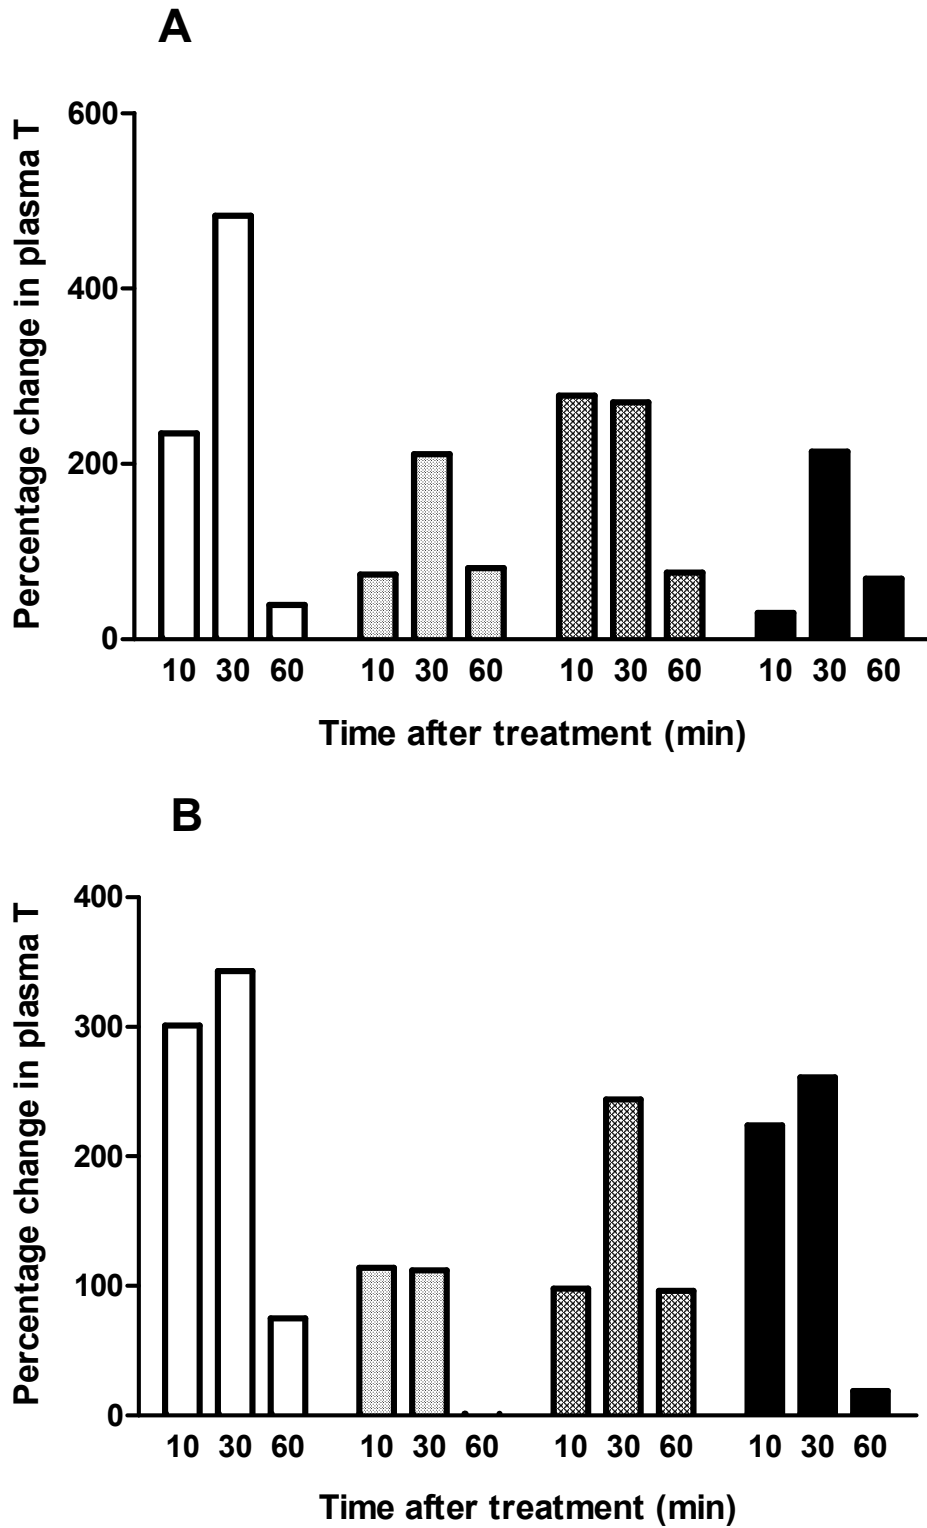 A
Percentage change in plasma T
600
400
200
0
10 30 60 10 30 60 10 30 60 10 30 60
Time after treatment (min)
B
Percentage change in plasma T
400
300
200
100
0
10 30 60 10 30 60 10 30 60 10 30 60
Time after treatment (min)